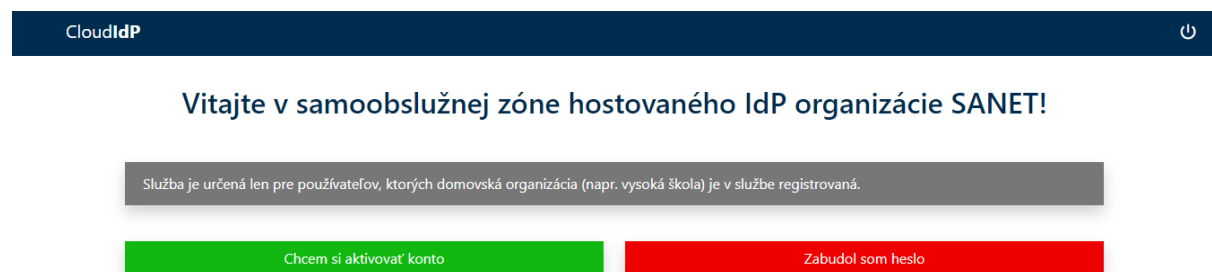 CloudIdP
Vitajte v samoobslužnej zóne hostovaného IdP organizácie SANET!
Služba je určená len pre používateľov, ktorých domovská organizácia (napr. vysoká škola) je v službe registrovaná.
Chcem si aktivovať konto
Zabudol som heslo